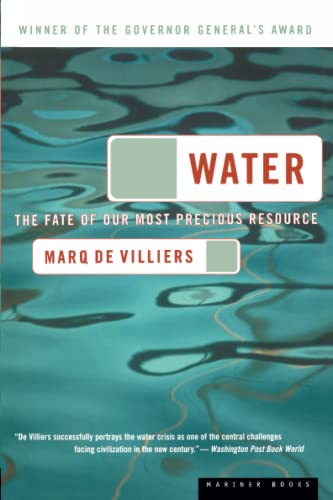 WINNER OF THE GOVERNOR GENERAL'S AWARD
WATER
THE FATE OF OUR MOST PRECIOUS RESOURCE
MARQ DE VILLIERS
"De Villiers successfully portrays the water crisis as one of the central challenges
facing civilization in the new century."—Washington Post Book World
MARINER BOOKS